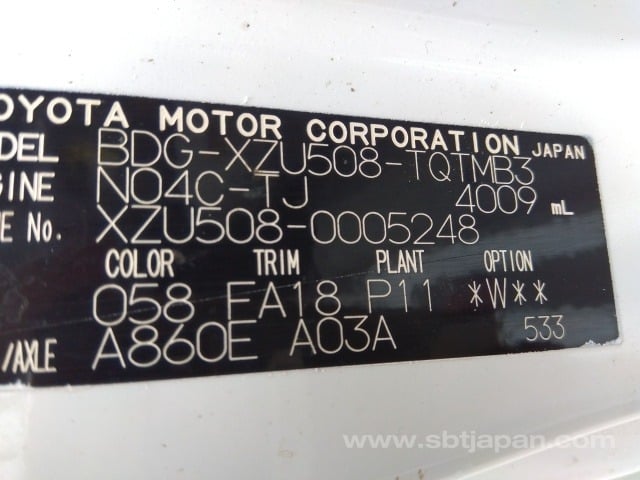 OYOTA MOTOR CORPORATION JAPAN
DEL BDG-XZU508-TQTMB3
GINE N04C-TJ 4009 mL
E No. XZU508-0005248
COLOR TRIM PLANT OPTION
058 FA18 P11 *W**
/AXLE A860E A03A 533
www.sbtjapan.com